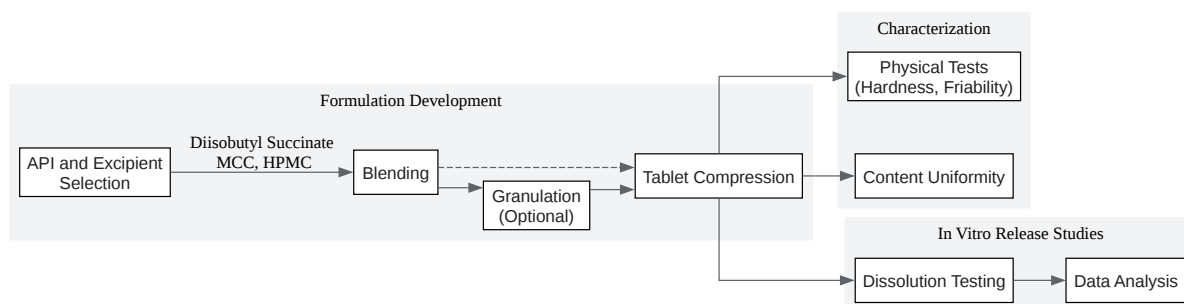 Characterization
Physical Tests
(Hardness, Friability)
Formulation Development
Diisobutyl Succinate
MCC, HPMC
API and Excipient
Selection
Blending
Granulation
(Optional)
Tablet Compression
Content Uniformity
In Vitro Release Studies
Dissolution Testing
Data Analysis